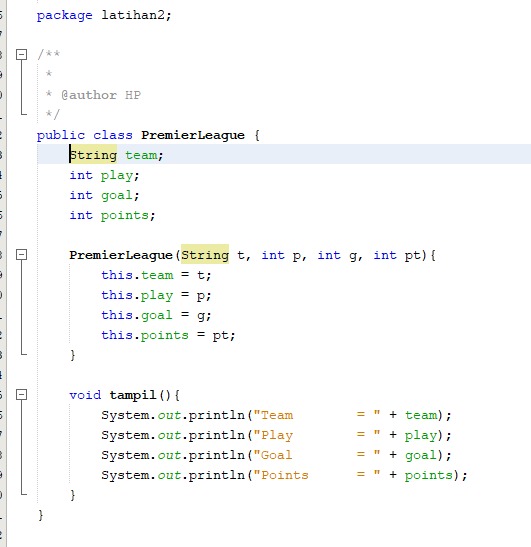 package latihan2;
/**
 *
 * @author HP
 */
public class PremierLeague {
    String team;
    int play;
    int goal;
    int points;
    PremierLeague(String t, int p, int g, int pt){
        this.team = t;
        this.play = p;
        this.goal = g;
        this.points = pt;
    }
    void tampil(){
        System.out.println("Team        = " + team);
        System.out.println("Play        = " + play);
        System.out.println("Goal        = " + goal);
        System.out.println("Points      = " + points);
    }
}